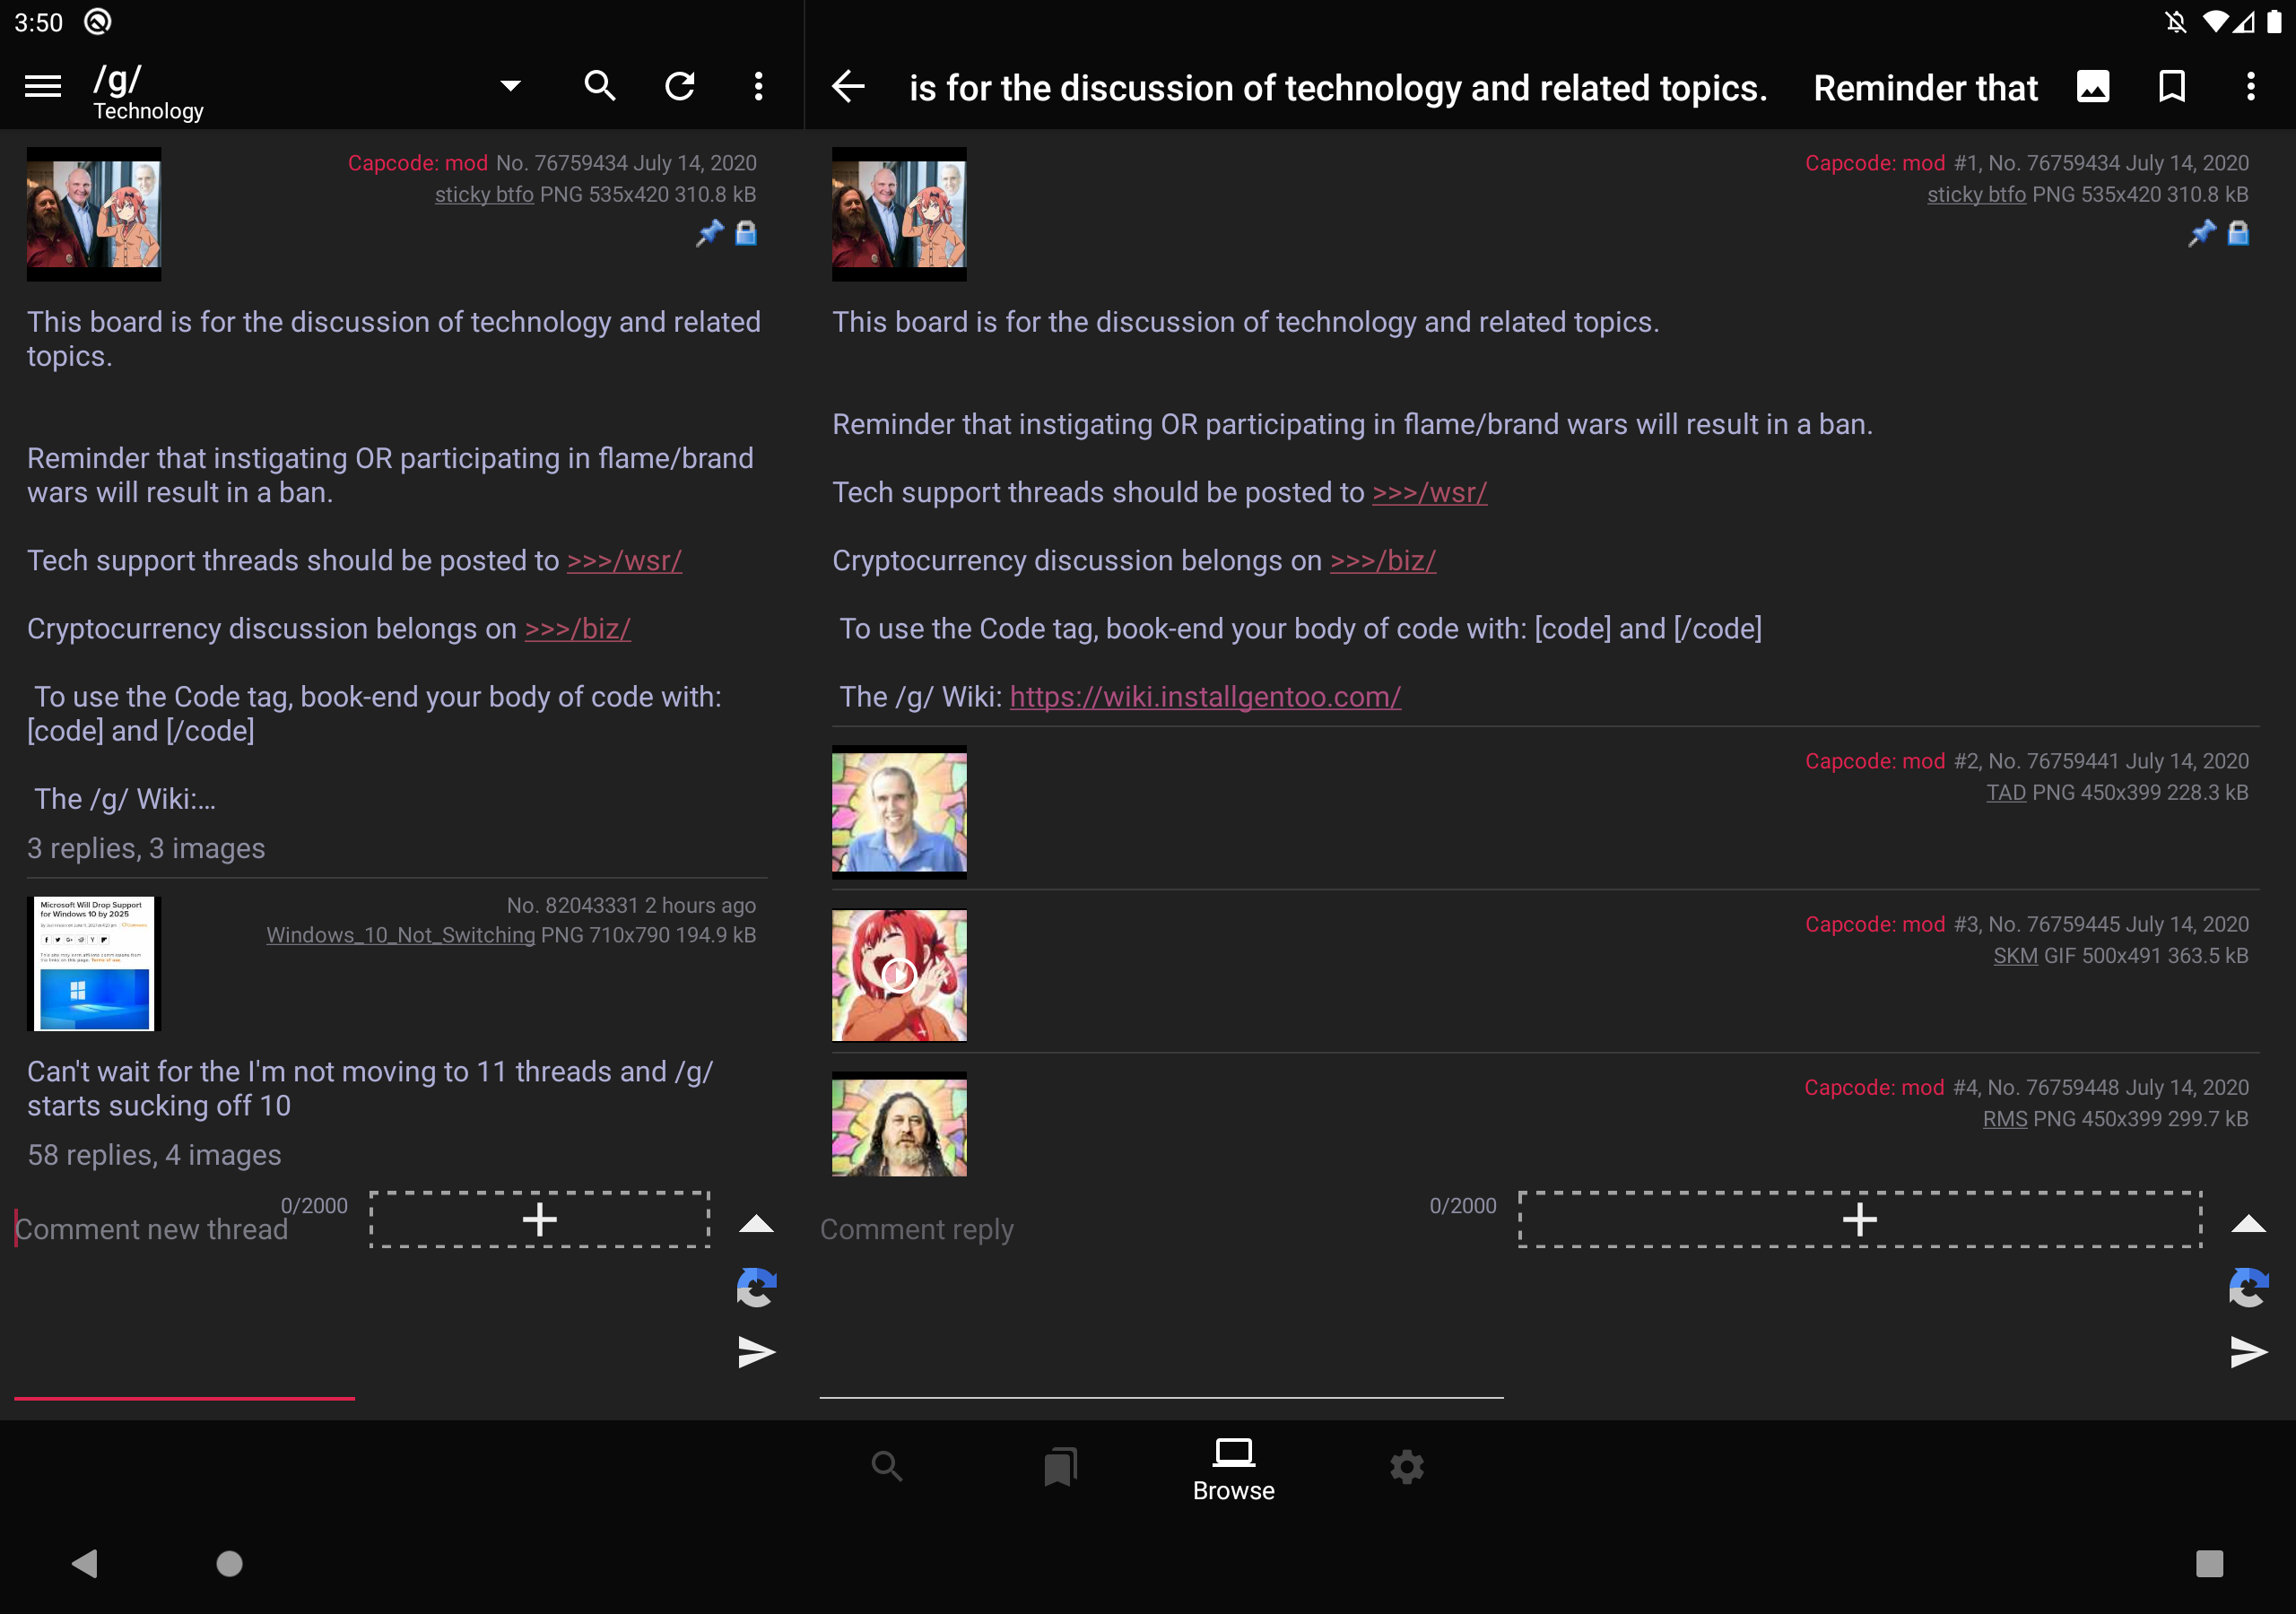 3:50
/g/
Technology
is for the discussion of technology and related topics. Reminder that
Capcode: mod No. 76759434 July 14, 2020
sticky btfo PNG 535x420 310.8 kB
This board is for the discussion of technology and related
topics.
Reminder that instigating OR participating in flame/brand
wars will result in a ban.
Tech support threads should be posted to >>>/wsr/
Cryptocurrency discussion belongs on >>>/biz/
To use the Code tag, book-end your body of code with:
[code] and [/code]
The /g/ Wiki:…
3 replies, 3 images
Microsoft Will Drop Support
for Windows 10 by 2025
No. 82043331 2 hours ago
Windows_10_Not_Switching PNG 710x790 194.9 kB
Can't wait for the I'm not moving to 11 threads and /g/
starts sucking off 10
58 replies, 4 images
Comment new thread
0/2000
Capcode: mod #1, No. 76759434 July 14, 2020
sticky btfo PNG 535x420 310.8 kB
This board is for the discussion of technology and related topics.
Reminder that instigating OR participating in flame/brand wars will result in a ban.
Tech support threads should be posted to >>>/wsr/
Cryptocurrency discussion belongs on >>>/biz/
To use the Code tag, book-end your body of code with: [code] and [/code]
The /g/ Wiki: https://wiki.installgentoo.com/
Capcode: mod #2, No. 76759441 July 14, 2020
TAD PNG 450x399 228.3 kB
Capcode: mod #3, No. 76759445 July 14, 2020
SKM GIF 500x491 363.5 kB
Capcode: mod #4, No. 76759448 July 14, 2020
RMS PNG 450x399 299.7 kB
Comment reply
0/2000
Browse